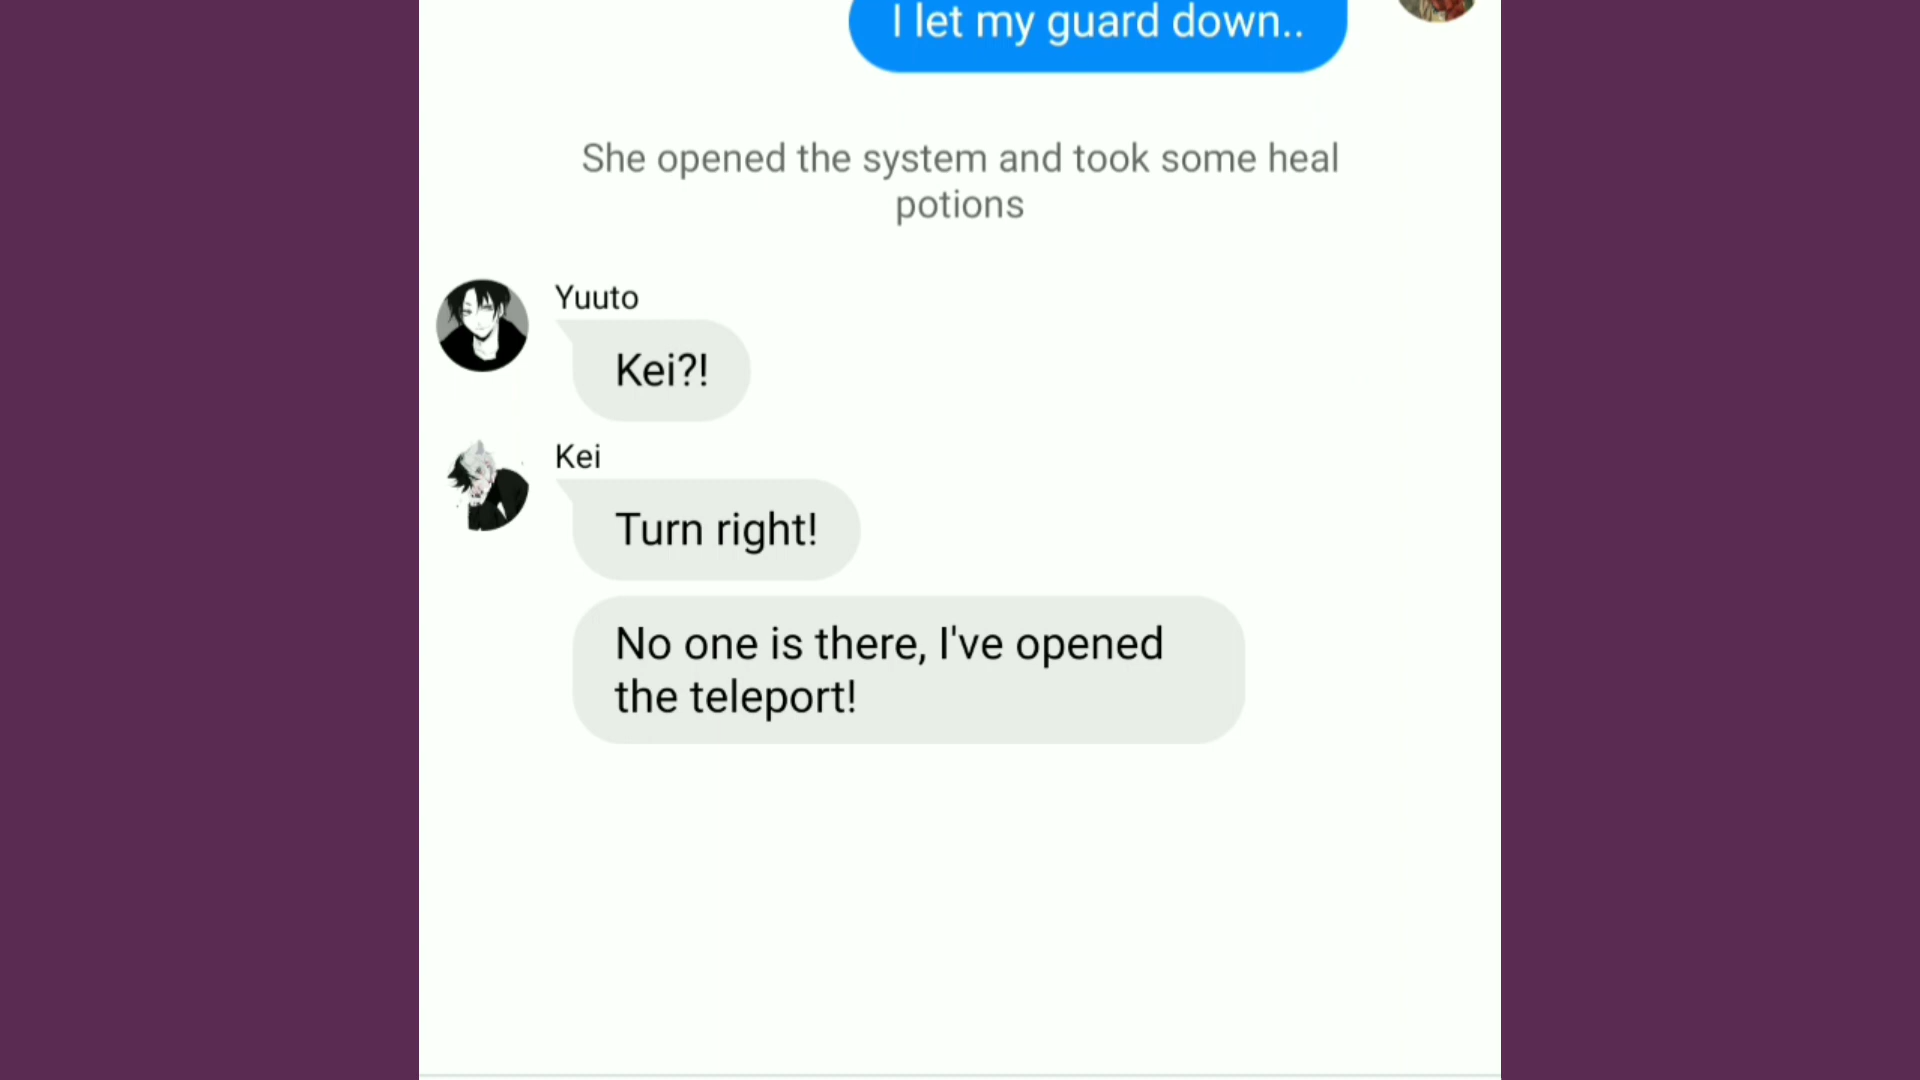 I let my guard down..
She opened the system and took some heal
potions
Yuuto
Kei?!
Kei
Turn right!
No one is there, I've opened
the teleport!